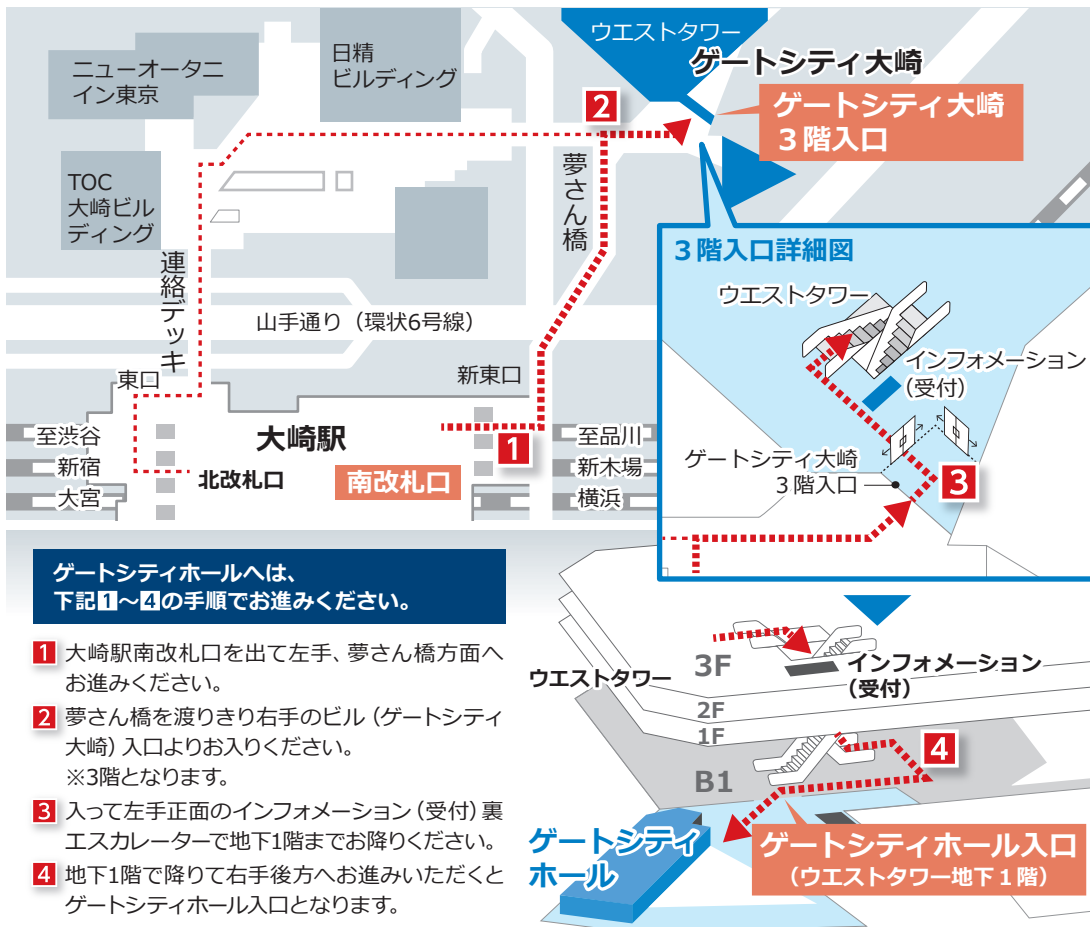 ウエストタワー
ゲートシティ大崎
ゲートシティ大崎
3階入口
ニューオータニ
イン東京
日精
ビルディング
2
夢さん橋
TOC
大崎ビル
ディング
連絡デッキ
山手通り（環状6号線）
東口
新東口
大崎駅
1
北改札口
南改札口
至渋谷
新宿
大宮
至品川
新木場
横浜
3階入口詳細図
ウエストタワー
インフォメーション
（受付）
ゲートシティ大崎
3階入口
3
ゲートシティホールへは、
下記1～4の手順でお進みください。
1 大崎駅南改札口を出て左手、夢さん橋方面へ
お進みください。
2 夢さん橋を渡りきり右手のビル（ゲートシティ
大崎）入口よりお入りください。
※3階となります。
3 入って左手正面のインフォメーション（受付）裏
エスカレーターで地下1階までお降りください。
4 地下1階で降りて右手後方へお進みいただくと
ゲートシティホール入口となります。
ウエストタワー
3F
インフォメーション
（受付）
2F
1F
4
B1
ゲートシティ
ホール
ゲートシティホール入口
（ウエストタワー地下1階）